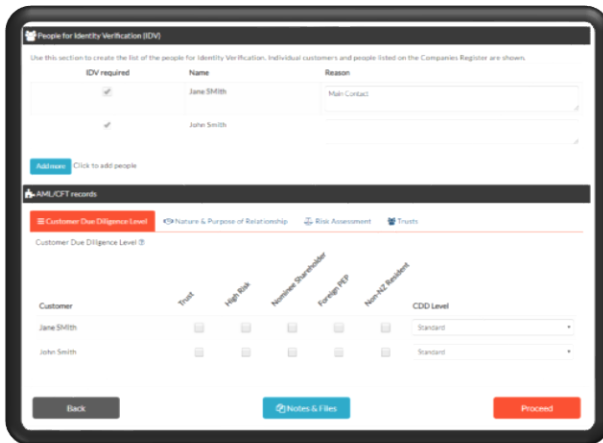 People for Identity Verification (IDV)
Use this section to create the list of the people for Identity Verification. Individual customers and people listed on the Companies Register are shown.
IDV required Name Reason
Jane SMith Main Contact
John Smith
Add more Click to add people
AML/CFT records
Customer Due Diligence Level Nature & Purpose of Relationship Risk Assessment Trusts
Customer Due Diligence Level
Customer Trust High Risk Nominee Shareholder Foreign PEP Non-NZ Resident CDD Level
Jane SMith Standard
John Smith Standard
Back Notes & Files Proceed